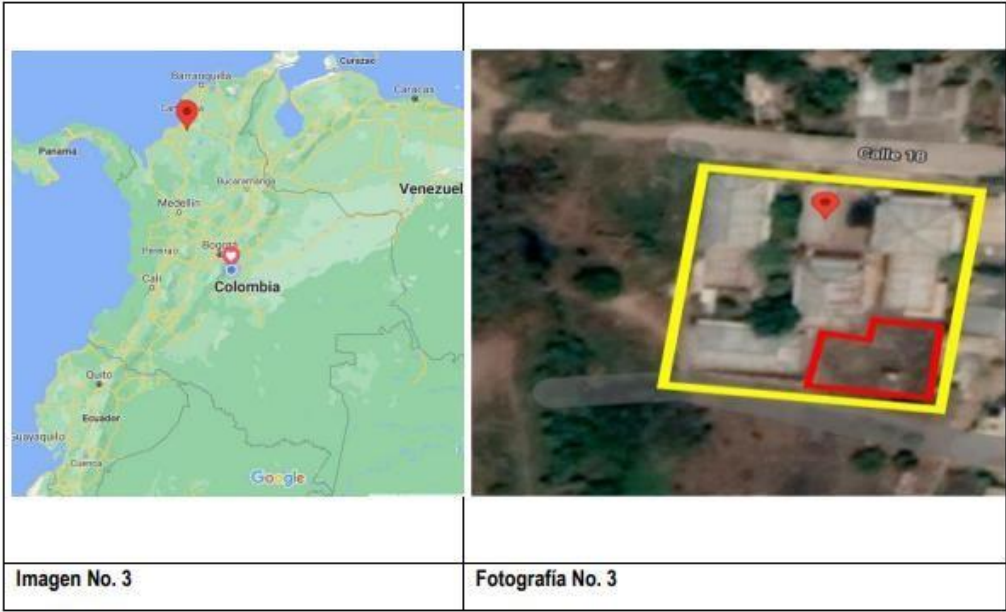 Curazao
Barranquilla
Caracas
Panamá
Bucaramanga
Venezuel
Medellín
Pereira
Bogotá
Cali
Colombia
Quito
Ecuador
Guayaquil
Cuenca
Google
Calle 18
Imagen No. 3
Fotografía No. 3